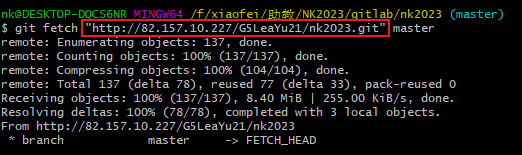 nk@DESKTOP-DQCS6NR MINGW64 /f/xiaofei/助教/NK2023/gitlab/nk2023 (master)
$ git fetch "http://82.157.10.227/G5LeaYu21/nk2023.git" master
remote: Enumerating objects: 137, done.
remote: Counting objects: 100% (137/137), done.
remote: Compressing objects: 100% (104/104), done.
remote: Total 137 (delta 78), reused 77 (delta 33), pack-reused 0
Receiving objects: 100% (137/137), 8.40 MiB | 255.00 KiB/s, done.
Resolving deltas: 100% (78/78), completed with 3 local objects.
From http://82.157.10.227/G5LeaYu21/nk2023
 * branch            master     -> FETCH_HEAD